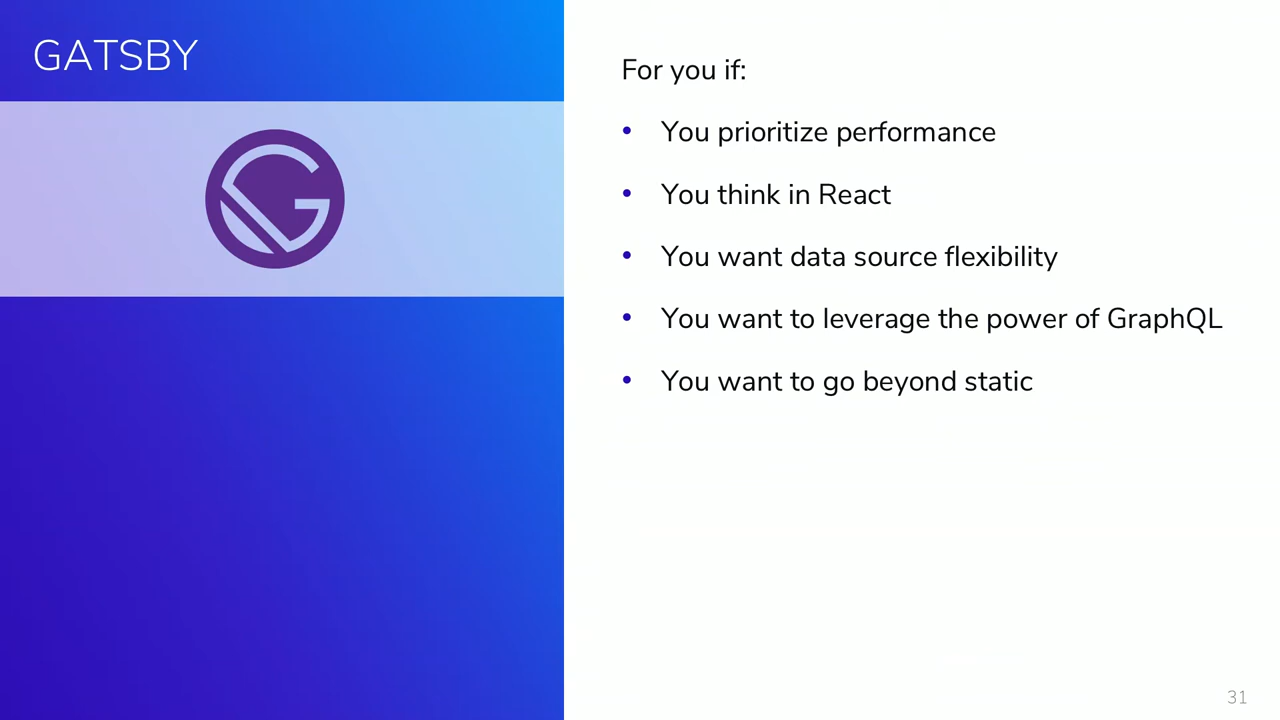 GATSBY
For you if:
• You prioritize performance
• You think in React
• You want data source flexibility
• You want to leverage the power of GraphQL
• You want to go beyond static
31